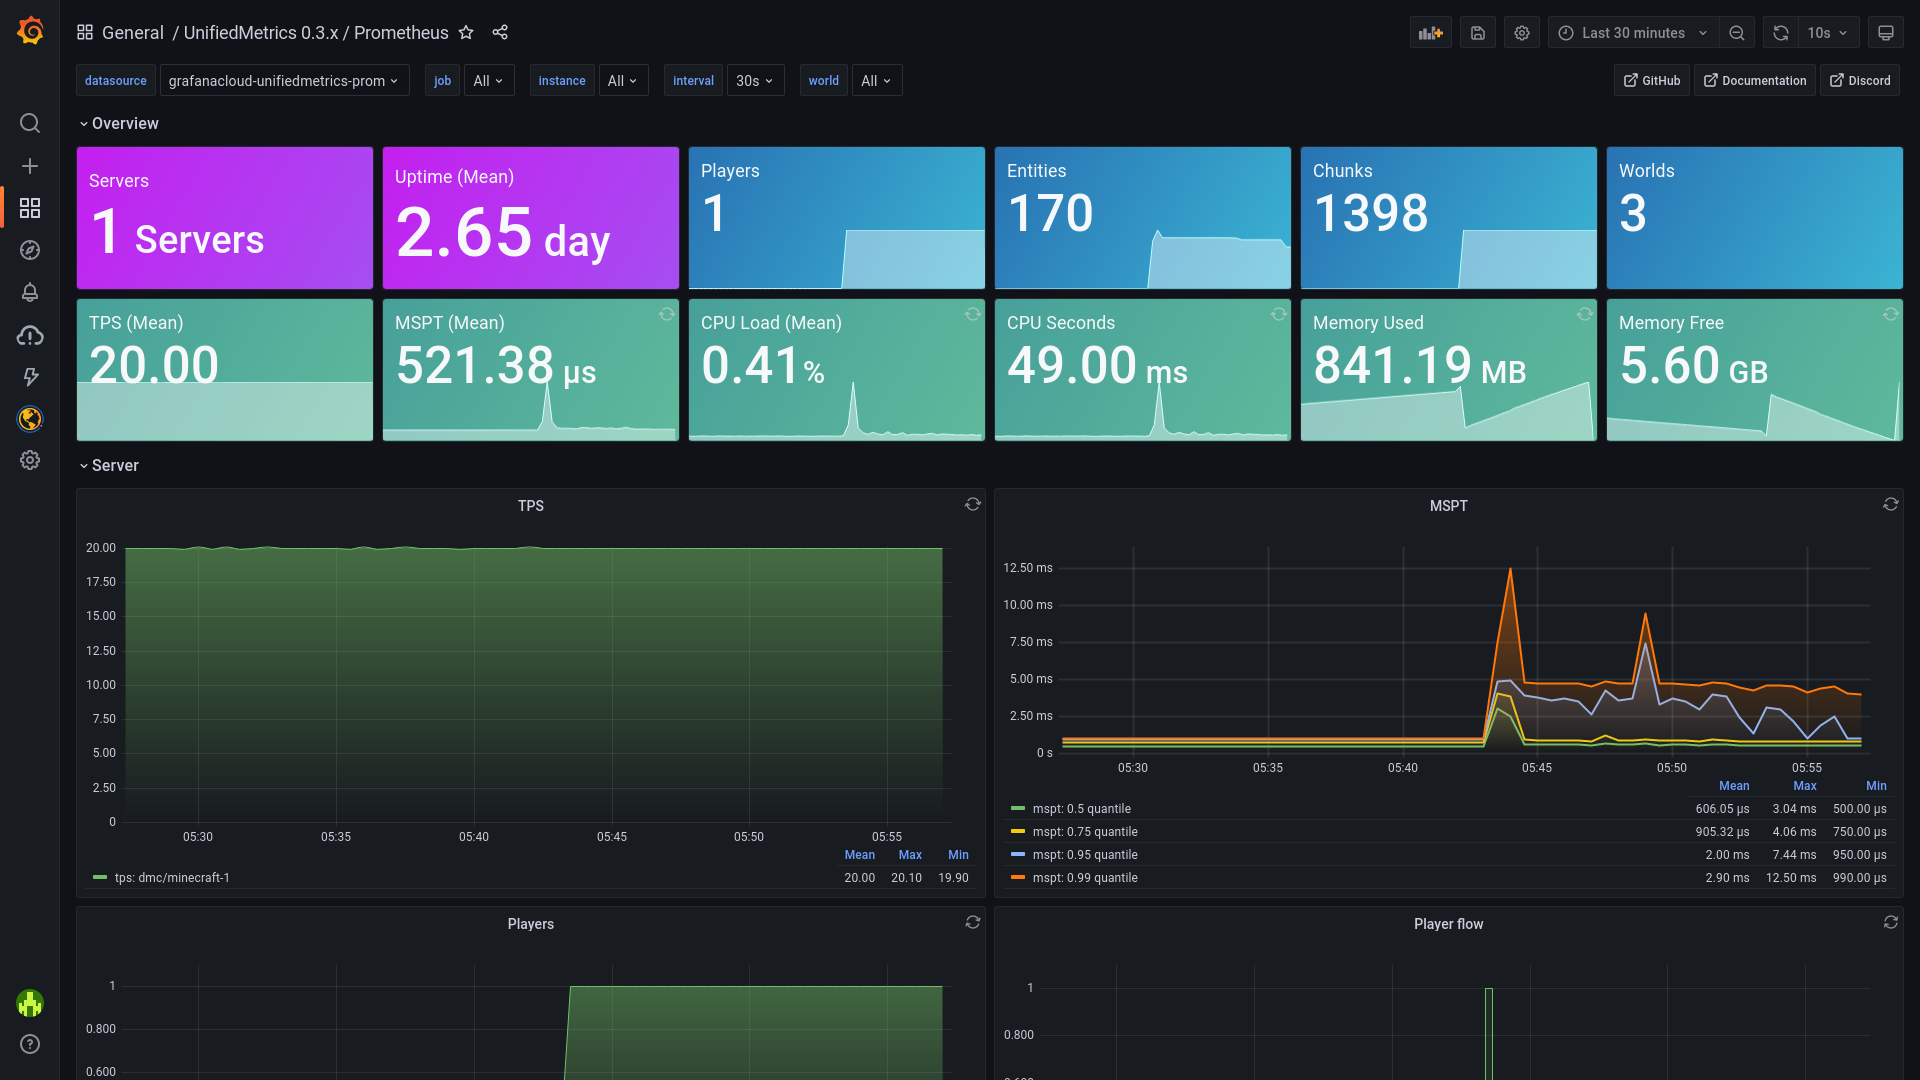 General / UnifiedMetrics 0.3.x / Prometheus
Last 30 minutes
10s
datasource grafanacloud-unifiedmetrics-prom job All instance All interval 30s world All
GitHub Documentation Discord
Overview
Servers
1 Servers
Uptime (Mean)
2.65 day
Players
1
Entities
170
Chunks
1398
Worlds
3
TPS (Mean)
20.00
MSPT (Mean)
521.38 µs
CPU Load (Mean)
0.41%
CPU Seconds
49.00 ms
Memory Used
841.19 MB
Memory Free
5.60 GB
Server
TPS
20.00
17.50
15.00
12.50
10.00
7.50
5.00
2.50
0
05:30 05:35 05:40 05:45 05:50 05:55
Mean Max Min
tps: dmc/minecraft-1 20.00 20.10 19.90
MSPT
12.50 ms
10.00 ms
7.50 ms
5.00 ms
2.50 ms
0 s
05:30 05:35 05:40 05:45 05:50 05:55
Mean Max Min
mspt: 0.5 quantile 606.05 µs 3.04 ms 500.00 µs
mspt: 0.75 quantile 905.32 µs 4.06 ms 750.00 µs
mspt: 0.95 quantile 2.00 ms 7.44 ms 950.00 µs
mspt: 0.99 quantile 2.90 ms 12.50 ms 990.00 µs
Players
1
0.800
0.600
Player flow
1
0.800